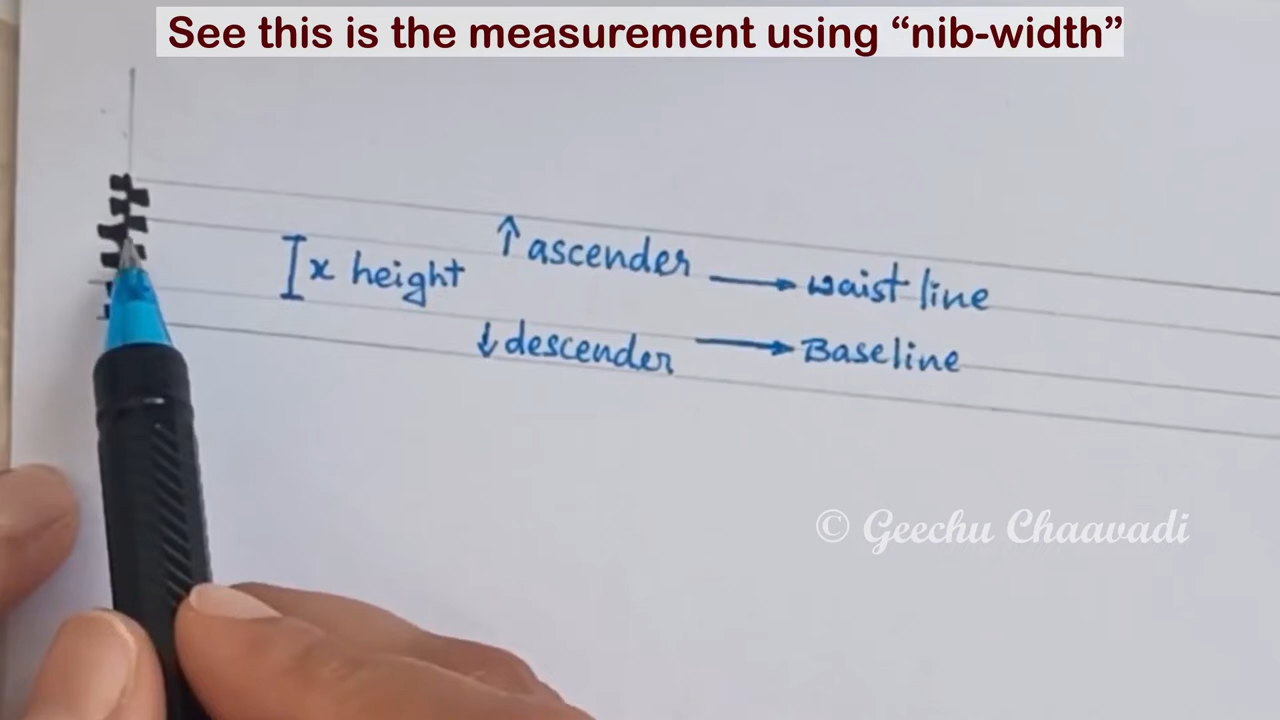 See this is the measurement using “nib-width”
↑ ascender → waist line
x height
↓ descender → Baseline
© Geechu Chaavadi